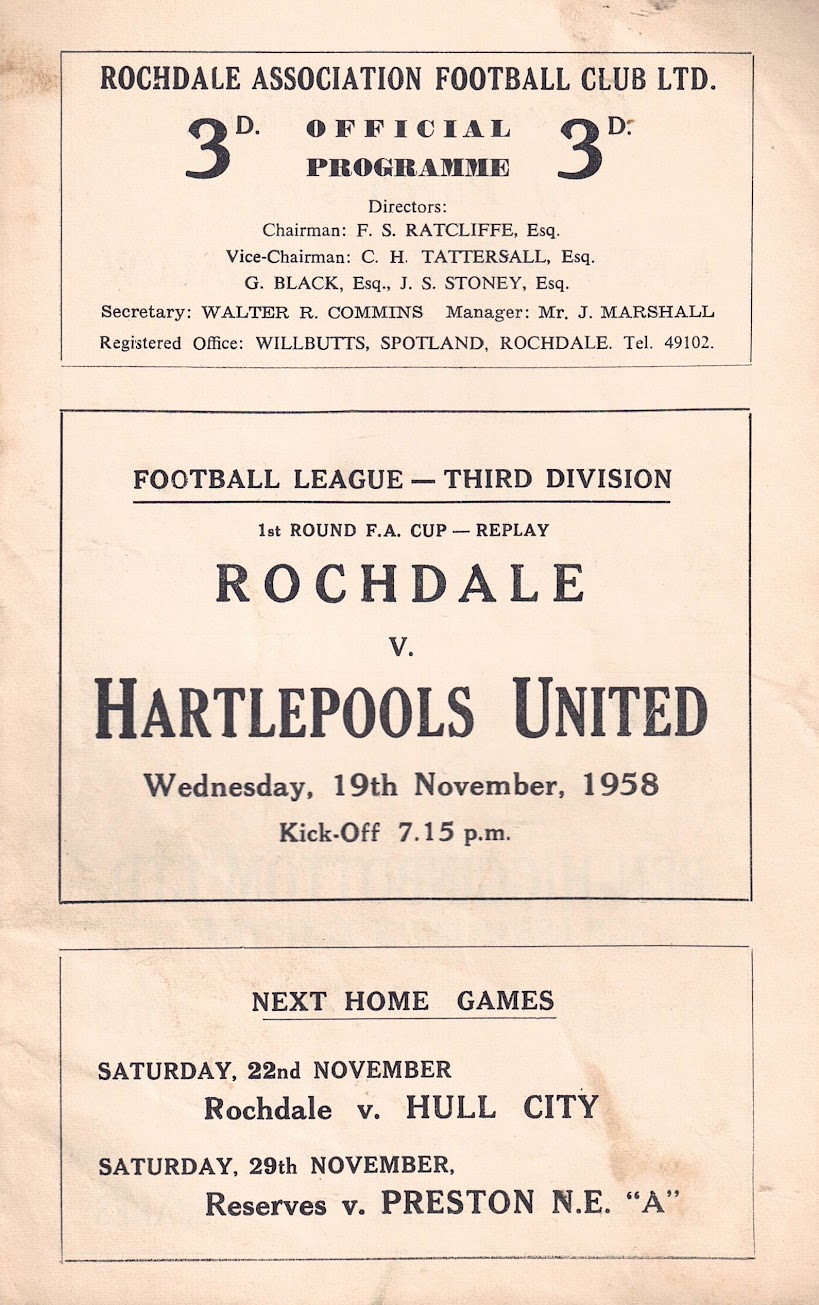 ROCHDALE ASSOCIATION FOOTBALL CLUB LTD.
3D. OFFICIAL 3D.
PROGRAMME
Directors:
Chairman: F. S. RATCLIFFE, Esq.
Vice-Chairman: C. H. TATTERSALL, Esq.
G. BLACK, Esq., J. S. STONEY, Esq.
Secretary: WALTER R. COMMINS Manager: Mr. J. MARSHALL
Registered Office: WILLBUTTS, SPOTLAND, ROCHDALE. Tel. 49102.
FOOTBALL LEAGUE — THIRD DIVISION
1st ROUND F.A. CUP — REPLAY
ROCHDALE
v.
HARTLEPOOLS UNITED
Wednesday, 19th November, 1958
Kick-Off 7.15 p.m.
NEXT HOME GAMES
SATURDAY, 22nd NOVEMBER
Rochdale v. HULL CITY
SATURDAY, 29th NOVEMBER,
Reserves v. PRESTON N.E. "A"